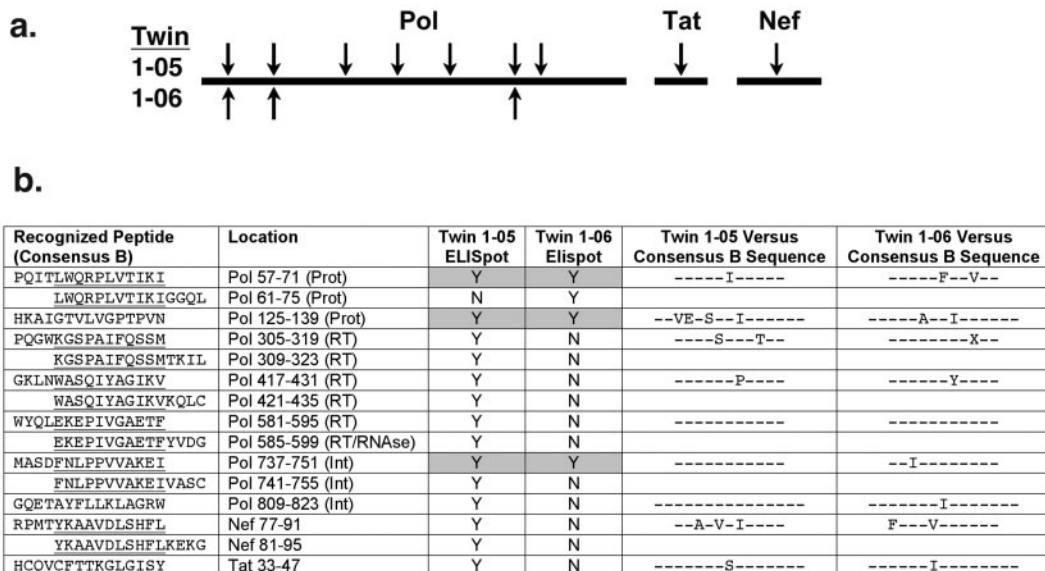 a.
Pol Tat Nef
Twin
1-05
1-06
b.
Recognized Peptide (Consensus B) Location Twin 1-05 ELISpot Twin 1-06 Elispot Twin 1-05 Versus Consensus B Sequence Twin 1-06 Versus Consensus B Sequence
PQITLWQRPLVTIKI Pol 57-71 (Prot) Y Y -----I----- -----F--V--
LWQRPLVTIKIGGQL Pol 61-75 (Prot) N Y
HKAIGTVLVGPTPVN Pol 125-139 (Prot) Y Y --VE-S--I------ -----A--I------
PQGWKGSPAIFQSSM Pol 305-319 (RT) Y N ----S---T-- --------X--
KGSPAIFQSSMTKIL Pol 309-323 (RT) Y N
GKLNWASQIYAGIKV Pol 417-431 (RT) Y N ------P---- ------Y----
WASQIYAGIKVKQLC Pol 421-435 (RT) Y N
WYQLEKEPIVGAETF Pol 581-595 (RT) Y N ----------- -----------
EKEPIVGAETFYVDG Pol 585-599 (RT/RNAse) Y N
MASDFNLPPVVAKEI Pol 737-751 (Int) Y Y ----------- --I--------
FNLPPVVAKEIVASC Pol 741-755 (Int) Y N
GQETAYFLLKLAGRW Pol 809-823 (Int) Y N --------------- --------I------
RPMTYKAAVDLSHFL Nef 77-91 Y N --A-V-I---- F---V------
YKAAVDLSHFLKEKG Nef 81-95 Y N
HCQVCFTTKGLGISY Tat 33-47 Y N -------S------- ------I--------